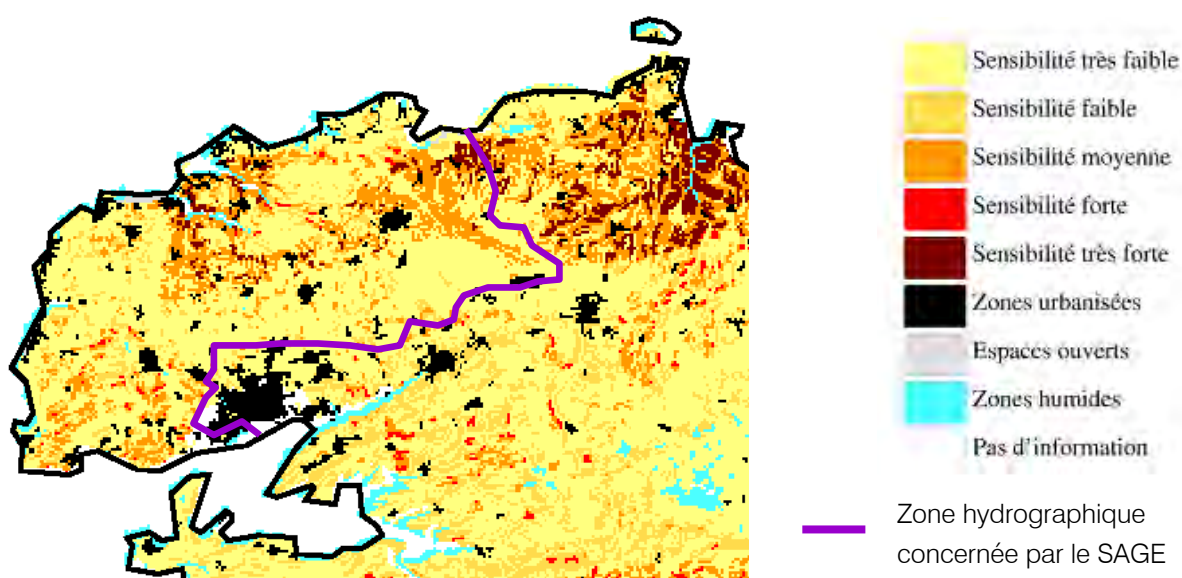 Sensibilité très faible
Sensibilité faible
Sensibilité moyenne
Sensibilité forte
Sensibilité très forte
Zones urbanisées
Espaces ouverts
Zones humides
Pas d'information
Zone hydrographique
concernée par le SAGE